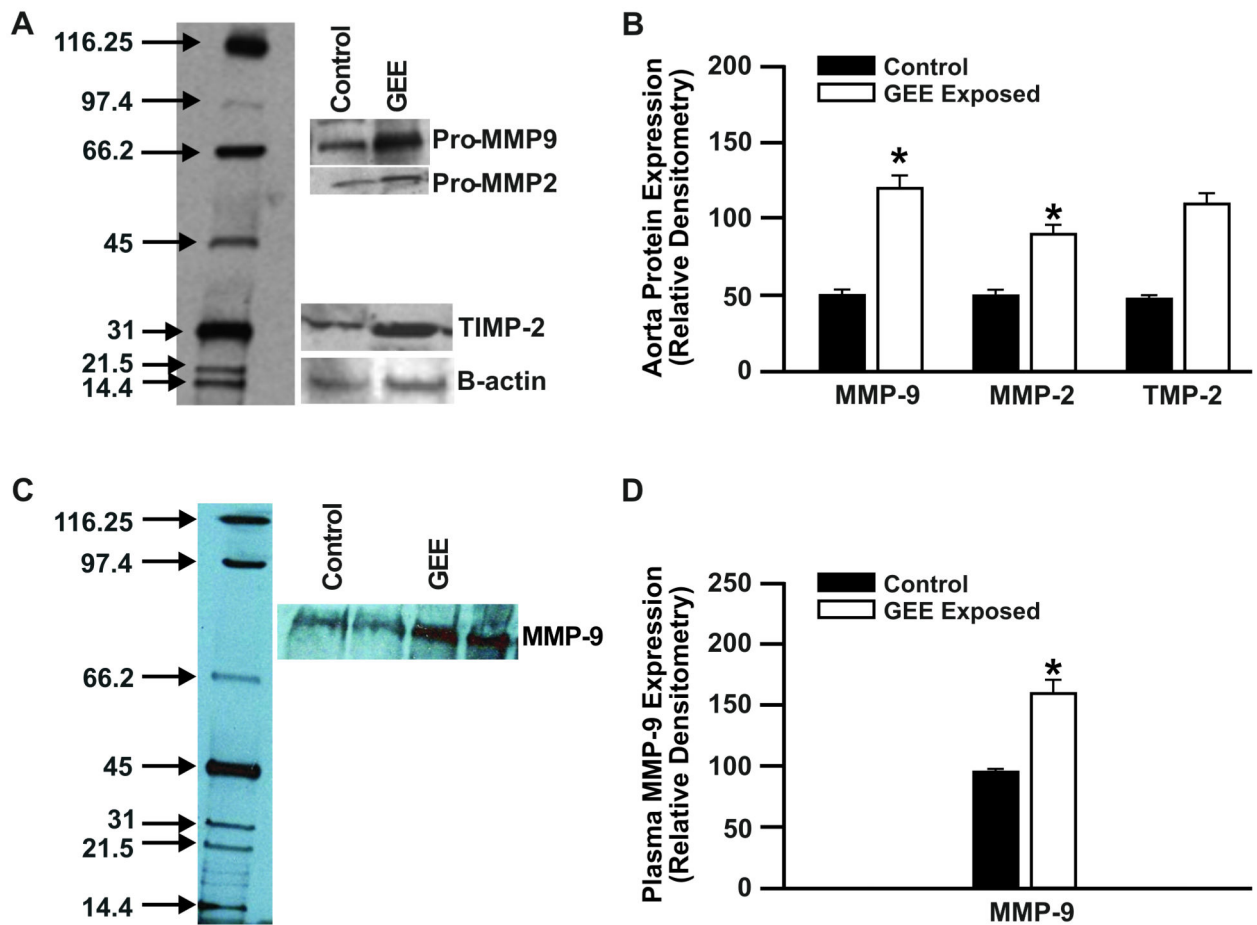 A
116.25
97.4
66.2
45
31
21.5
14.4
Control
GEE
Pro-MMP9
Pro-MMP2
TIMP-2
B-actin
B
Control
GEE Exposed
Aorta Protein Expression
(Relative Densitometry)
200
150
100
50
0
*
*
MMP-9
MMP-2
TMP-2
C
116.25
97.4
66.2
45
31
21.5
14.4
Control
GEE
MMP-9
D
Control
GEE Exposed
Plasma MMP-9 Expression
(Relative Densitometry)
250
200
150
100
50
0
*
MMP-9